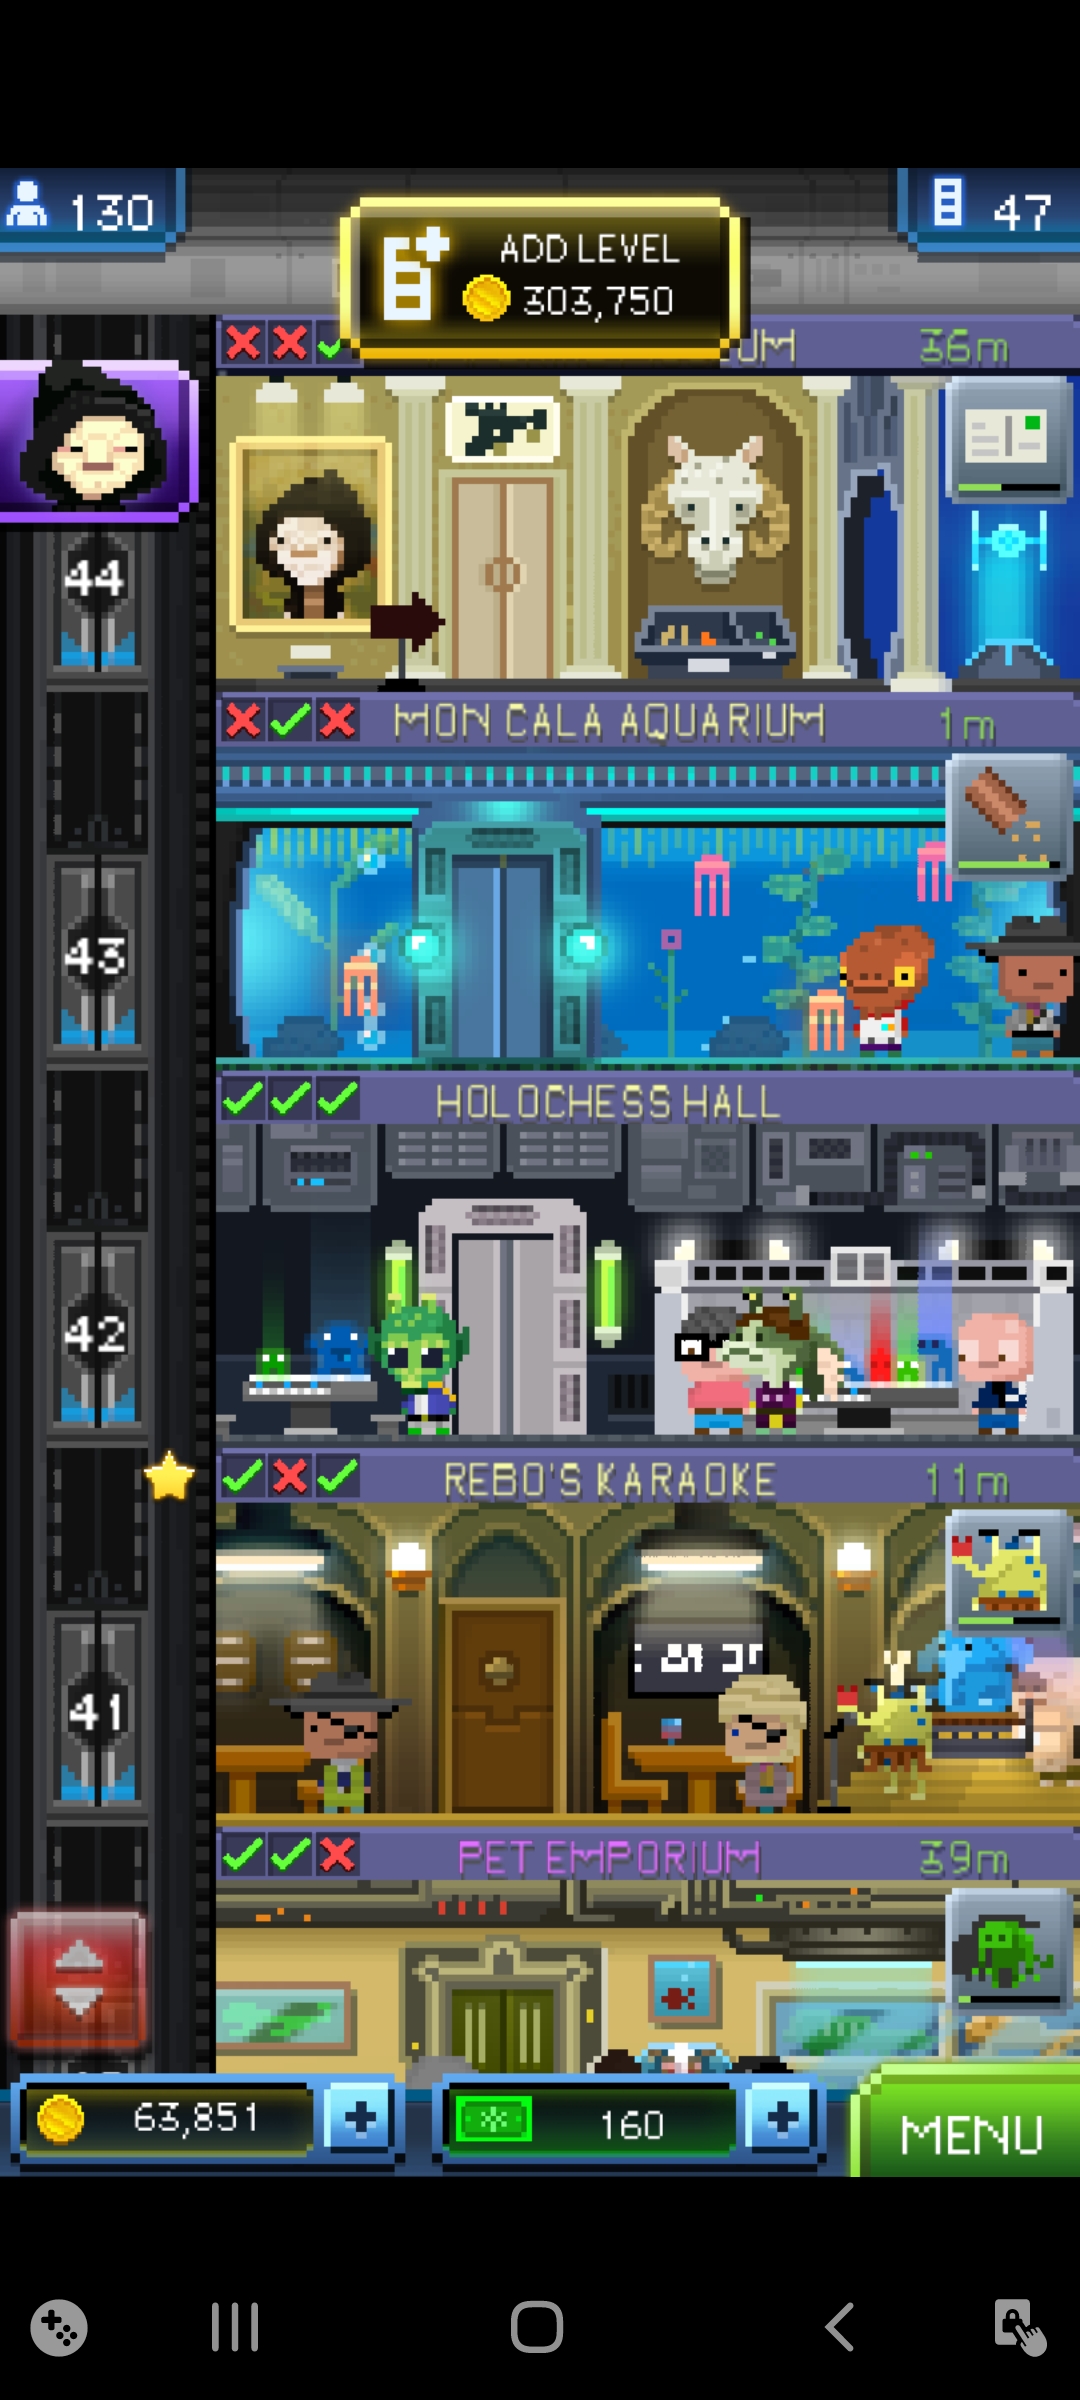 130
47
ADD LEVEL
303,750
UM 36m
44
MON CALA AQUARIUM 1m
43
HOLOCHESS HALL
42
REBO'S KARAOKE 11m
41
PET EMPORIUM 39m
63,851
160
MENU